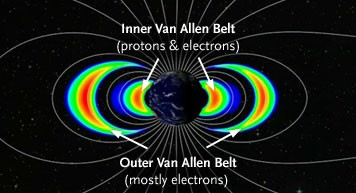 Inner Van Allen Belt
(protons & electrons)
Outer Van Allen Belt
(mostly electrons)